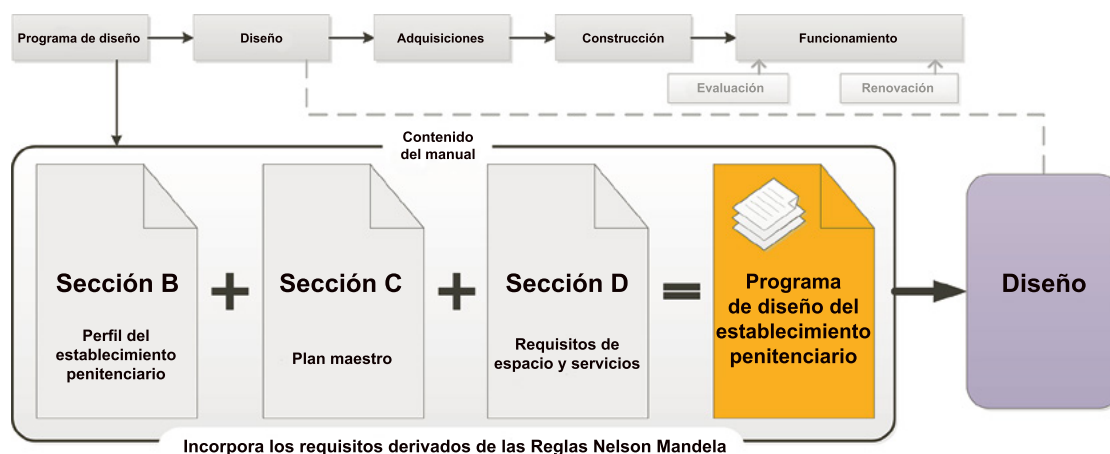 Programa de diseño
Diseño
Adquisiciones
Construcción
Funcionamiento
Evaluación
Renovación
Contenido
del manual
Sección B
Perfil del
establecimiento
penitenciario
Sección C
Plan maestro
Sección D
Requisitos de
espacio y servicios
Programa
de diseño del
establecimiento
penitenciario
Diseño
Incorpora los requisitos derivados de las Reglas Nelson Mandela